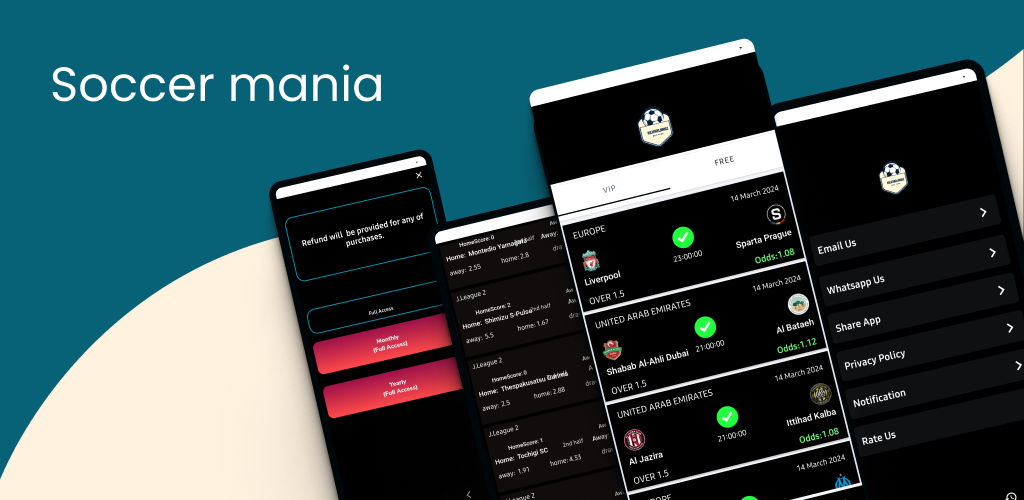 Soccer mania
Refund will be provided for any of
purchases.
Full Access
Monthly
(Full Access)
Yearly
(Full Access)
HomeScore: 0
Home: Montedio Yamagata
Away:
away: 2.55
home: 2.8
dra
J.League 2
HomeScore: 2
2nd half
Home: Shimizu S-Pulse
away: 5.5
home: 1.67
J.League 2
HomeScore: 0
Home: Thespakusatsu
away: 2.5
home: 2.88
dra
J.League 2
HomeScore: 1
2nd half
Home: Tochigi SC
Away
away: 1.91
home: 4.33
dra
J.League 2
VIP
FREE
14 March 2024
EUROPE
Liverpool
23:00:00
Sparta Prague
OVER 1.5
Odds:1.08
14 March 2024
UNITED ARAB EMIRATES
Shabab Al-Ahli Dubai
21:00:00
Al Bataeh
OVER 1.5
Odds:1.12
14 March 2024
UNITED ARAB EMIRATES
Al Jazira
21:00:00
Ittihad Kalba
OVER 1.5
Odds:1.08
14 March 2024
EUROPE
Email Us
Whatsapp Us
Share App
Privacy Policy
Notification
Rate Us